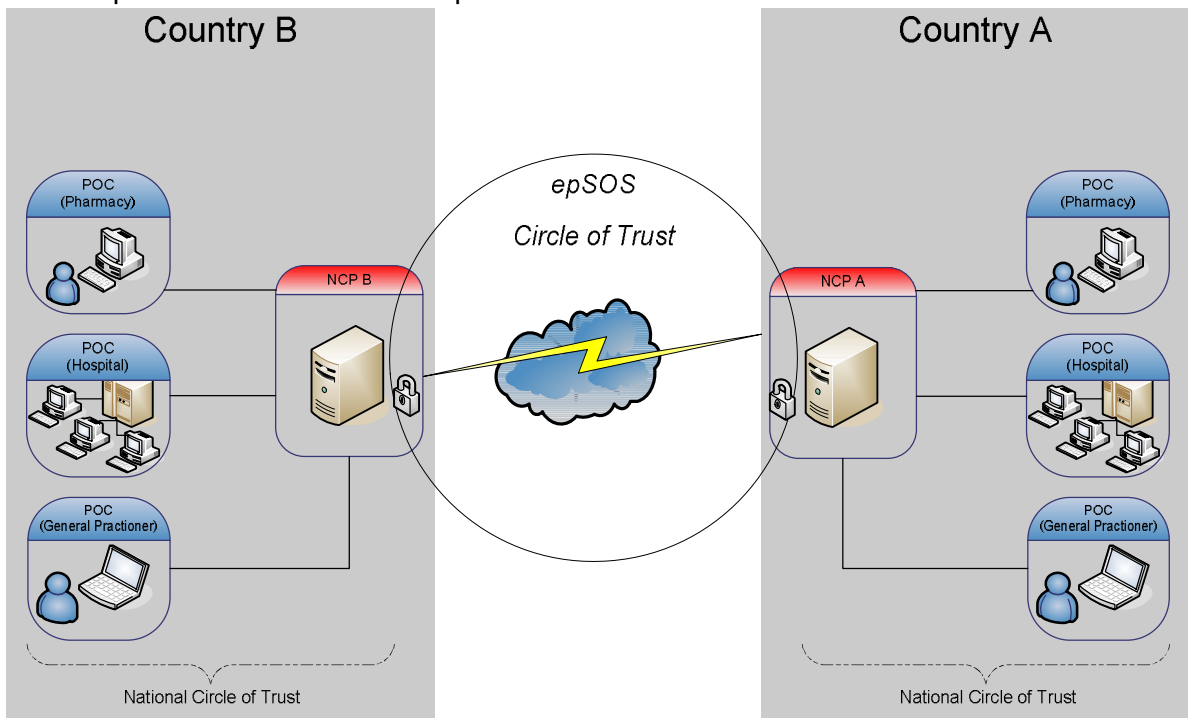 Country B
Country A
epSOS
Circle of Trust
POC
(Pharmacy)
NCP B
POC
(Hospital)
POC
(General Practioner)
National Circle of Trust
POC
(Pharmacy)
NCP A
POC
(Hospital)
POC
(General Practioner)
National Circle of Trust